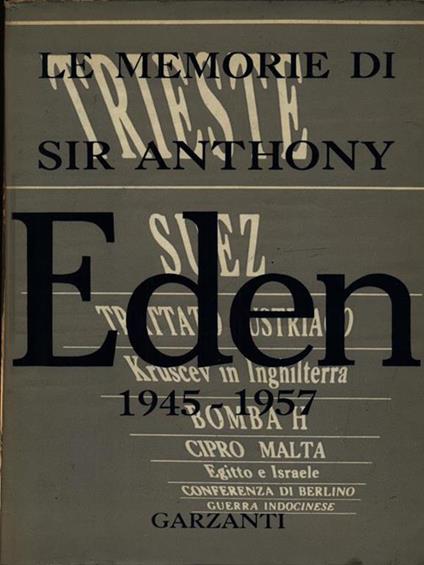 LE MEMORIE DI
TRIESTE
SIR ANTHONY
SUEZ
Eden
TRATTATO AUSTRIACO
Kruscev in Inghilterra
1945-1957
BOMBA H
CIPRO MALTA
Egitto e Israele
CONFERENZA DI BERLINO
GUERRA INDOCINESE
GARZANTI